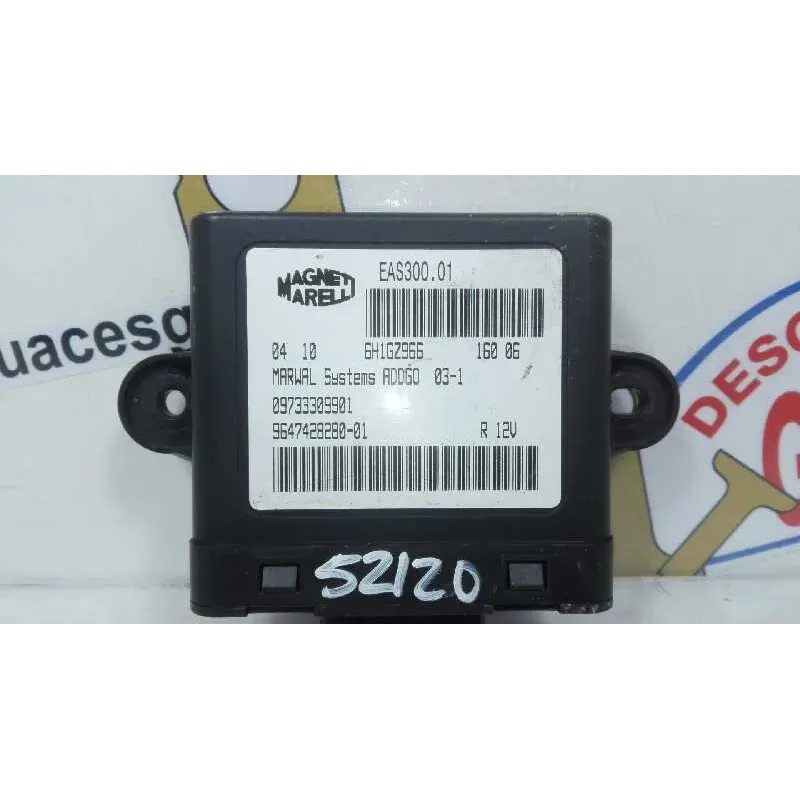 MAGNETI MARELLI
EAS300.01
04 10 6H1GZ966 160 06
MARWAL Systems ADDGO 03-1
09733309901
9647428280-01 R 12V
52120
uacesg
DESG